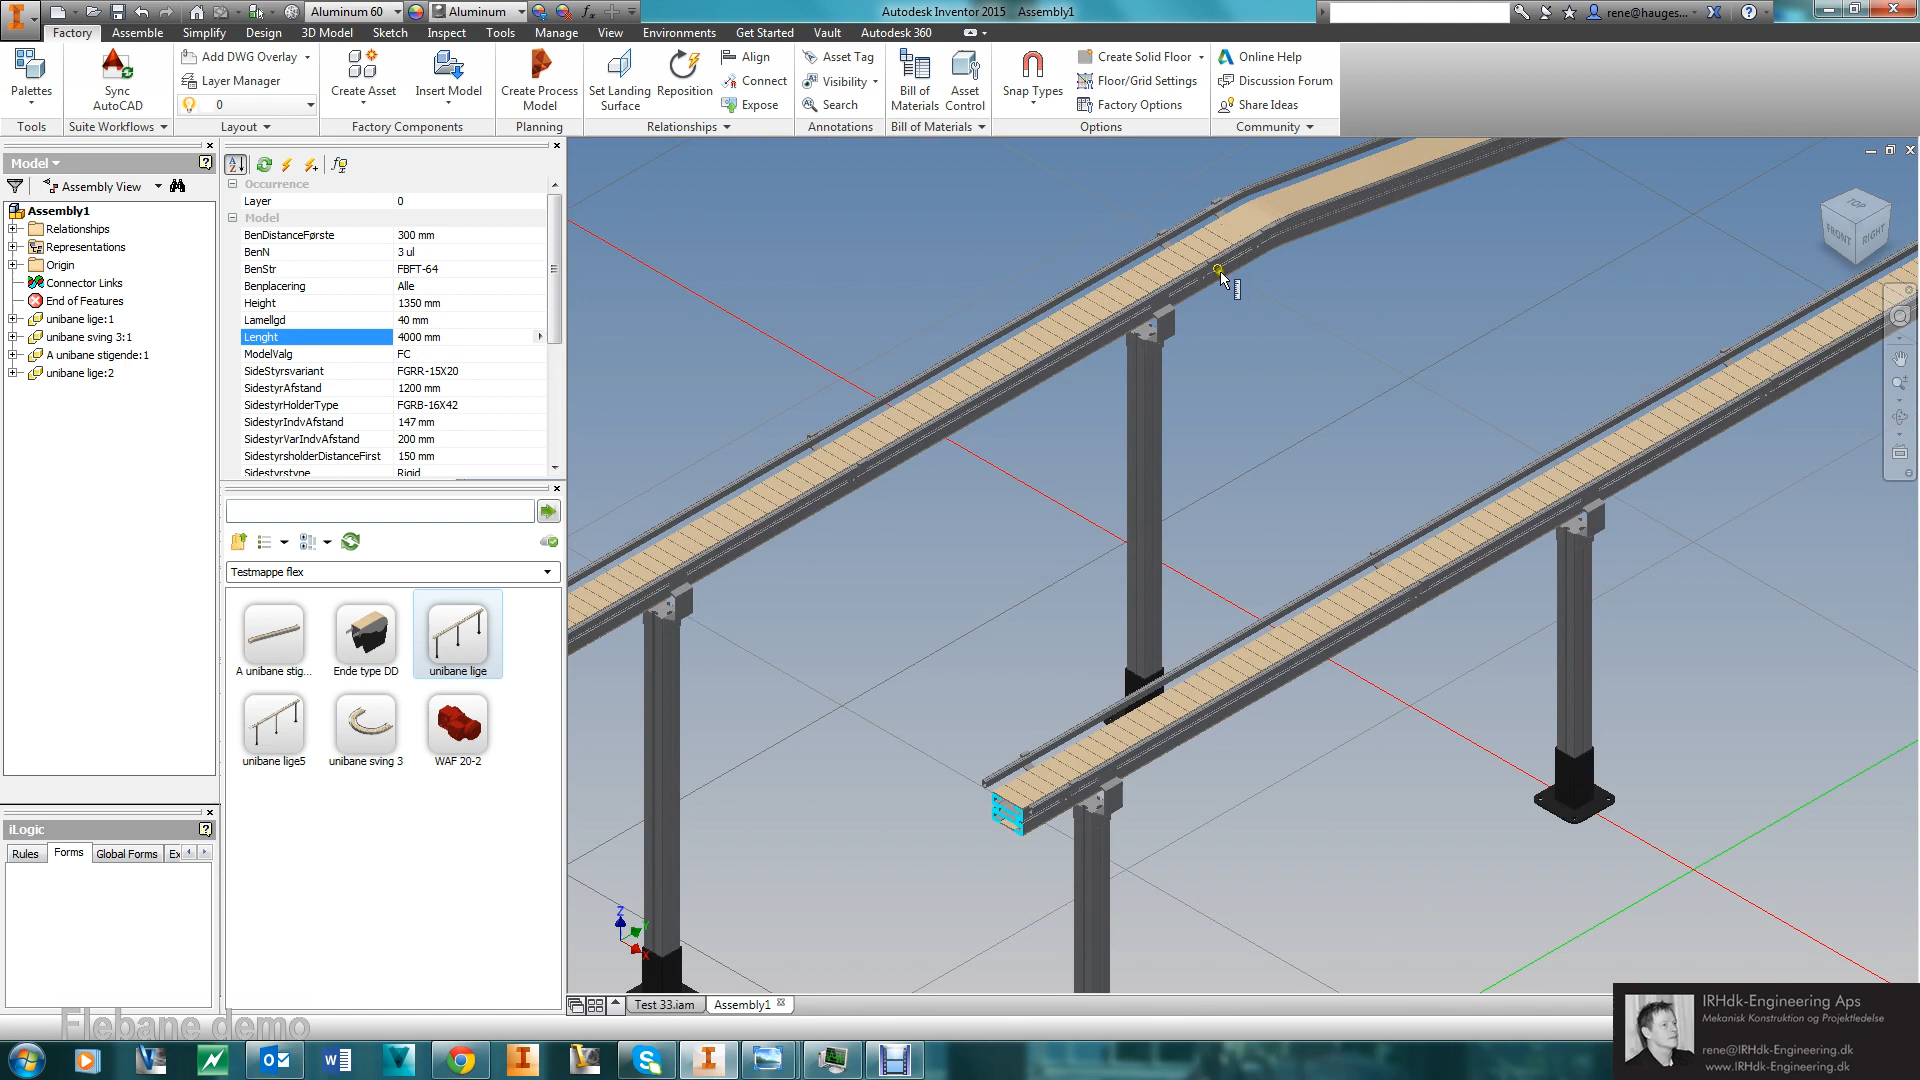 Aluminum 60
Aluminum
Autodesk Inventor 2015   Assembly1
rene@hauges...
Factory
Assemble
Simplify
Design
3D Model
Sketch
Inspect
Tools
Manage
View
Environments
Get Started
Vault
Autodesk 360
Palettes
Sync AutoCAD
Add DWG Overlay
Layer Manager
0
Create Asset
Insert Model
Create Process Model
Set Landing Surface
Reposition
Align
Connect
Expose
Asset Tag
Visibility
Search
Bill of Materials
Asset Control
Snap Types
Create Solid Floor
Floor/Grid Settings
Factory Options
Online Help
Discussion Forum
Share Ideas
Tools
Suite Workflows
Layout
Factory Components
Planning
Relationships
Annotations
Bill of Materials
Options
Community
Model
Assembly View
Assembly1
Relationships
Representations
Origin
Connector Links
End of Features
unibane lige:1
unibane sving 3:1
A unibane stigende:1
unibane lige:2
Occurrence
Layer 0
Model
BenDistanceFørste 300 mm
BenN 3 ul
BenStr FBFT-64
Benplacering Alle
Height 1350 mm
Lamellgd 40 mm
Lenght 4000 mm
ModelValg FC
SideStyrsvariant FGRR-15X20
SidestyrAfstand 1200 mm
SidestyrHolderType FGRB-16X42
SidestyrIndvAfstand 147 mm
SidestyrVarIndvAfstand 200 mm
SidestyrsholderDistanceFirst 150 mm
Sidestyrstype Rigid
Testmappe flex
A unibane stig...
Ende type DD
unibane lige
unibane lige5
unibane sving 3
WAF 20-2
iLogic
Rules
Forms
Global Forms
Ex
TOP
FRONT
RIGHT
Z
Y
X
Test 33.iam
Assembly1
Flebane demo
IRHdk-Engineering Aps
Mekanisk Konstruktion og Projektledelse
rene@IRHdk-Engineering.dk
www.IRHdk-Engineering.dk